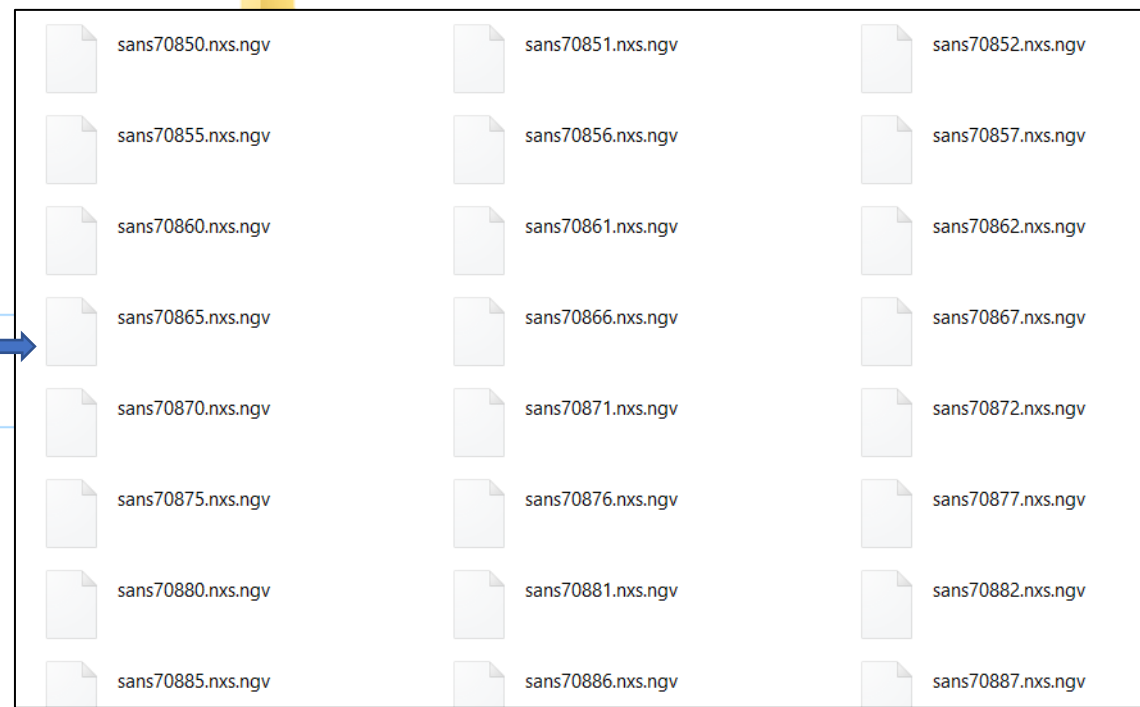 sans70850.nxs.ngv sans70851.nxs.ngv sans70852.nxs.ngv
sans70855.nxs.ngv sans70856.nxs.ngv sans70857.nxs.ngv
sans70860.nxs.ngv sans70861.nxs.ngv sans70862.nxs.ngv
sans70865.nxs.ngv sans70866.nxs.ngv sans70867.nxs.ngv
sans70870.nxs.ngv sans70871.nxs.ngv sans70872.nxs.ngv
sans70875.nxs.ngv sans70876.nxs.ngv sans70877.nxs.ngv
sans70880.nxs.ngv sans70881.nxs.ngv sans70882.nxs.ngv
sans70885.nxs.ngv sans70886.nxs.ngv sans70887.nxs.ngv